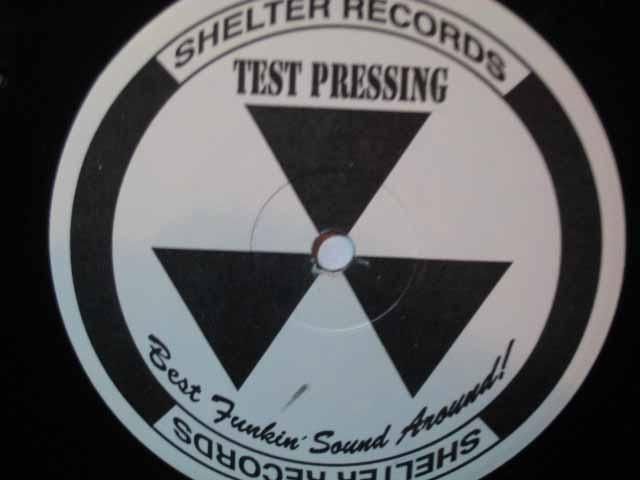 SHELTER RECORDS
TEST PRESSING
Best Funkin' Sound Around!
SHELTER RECORDS